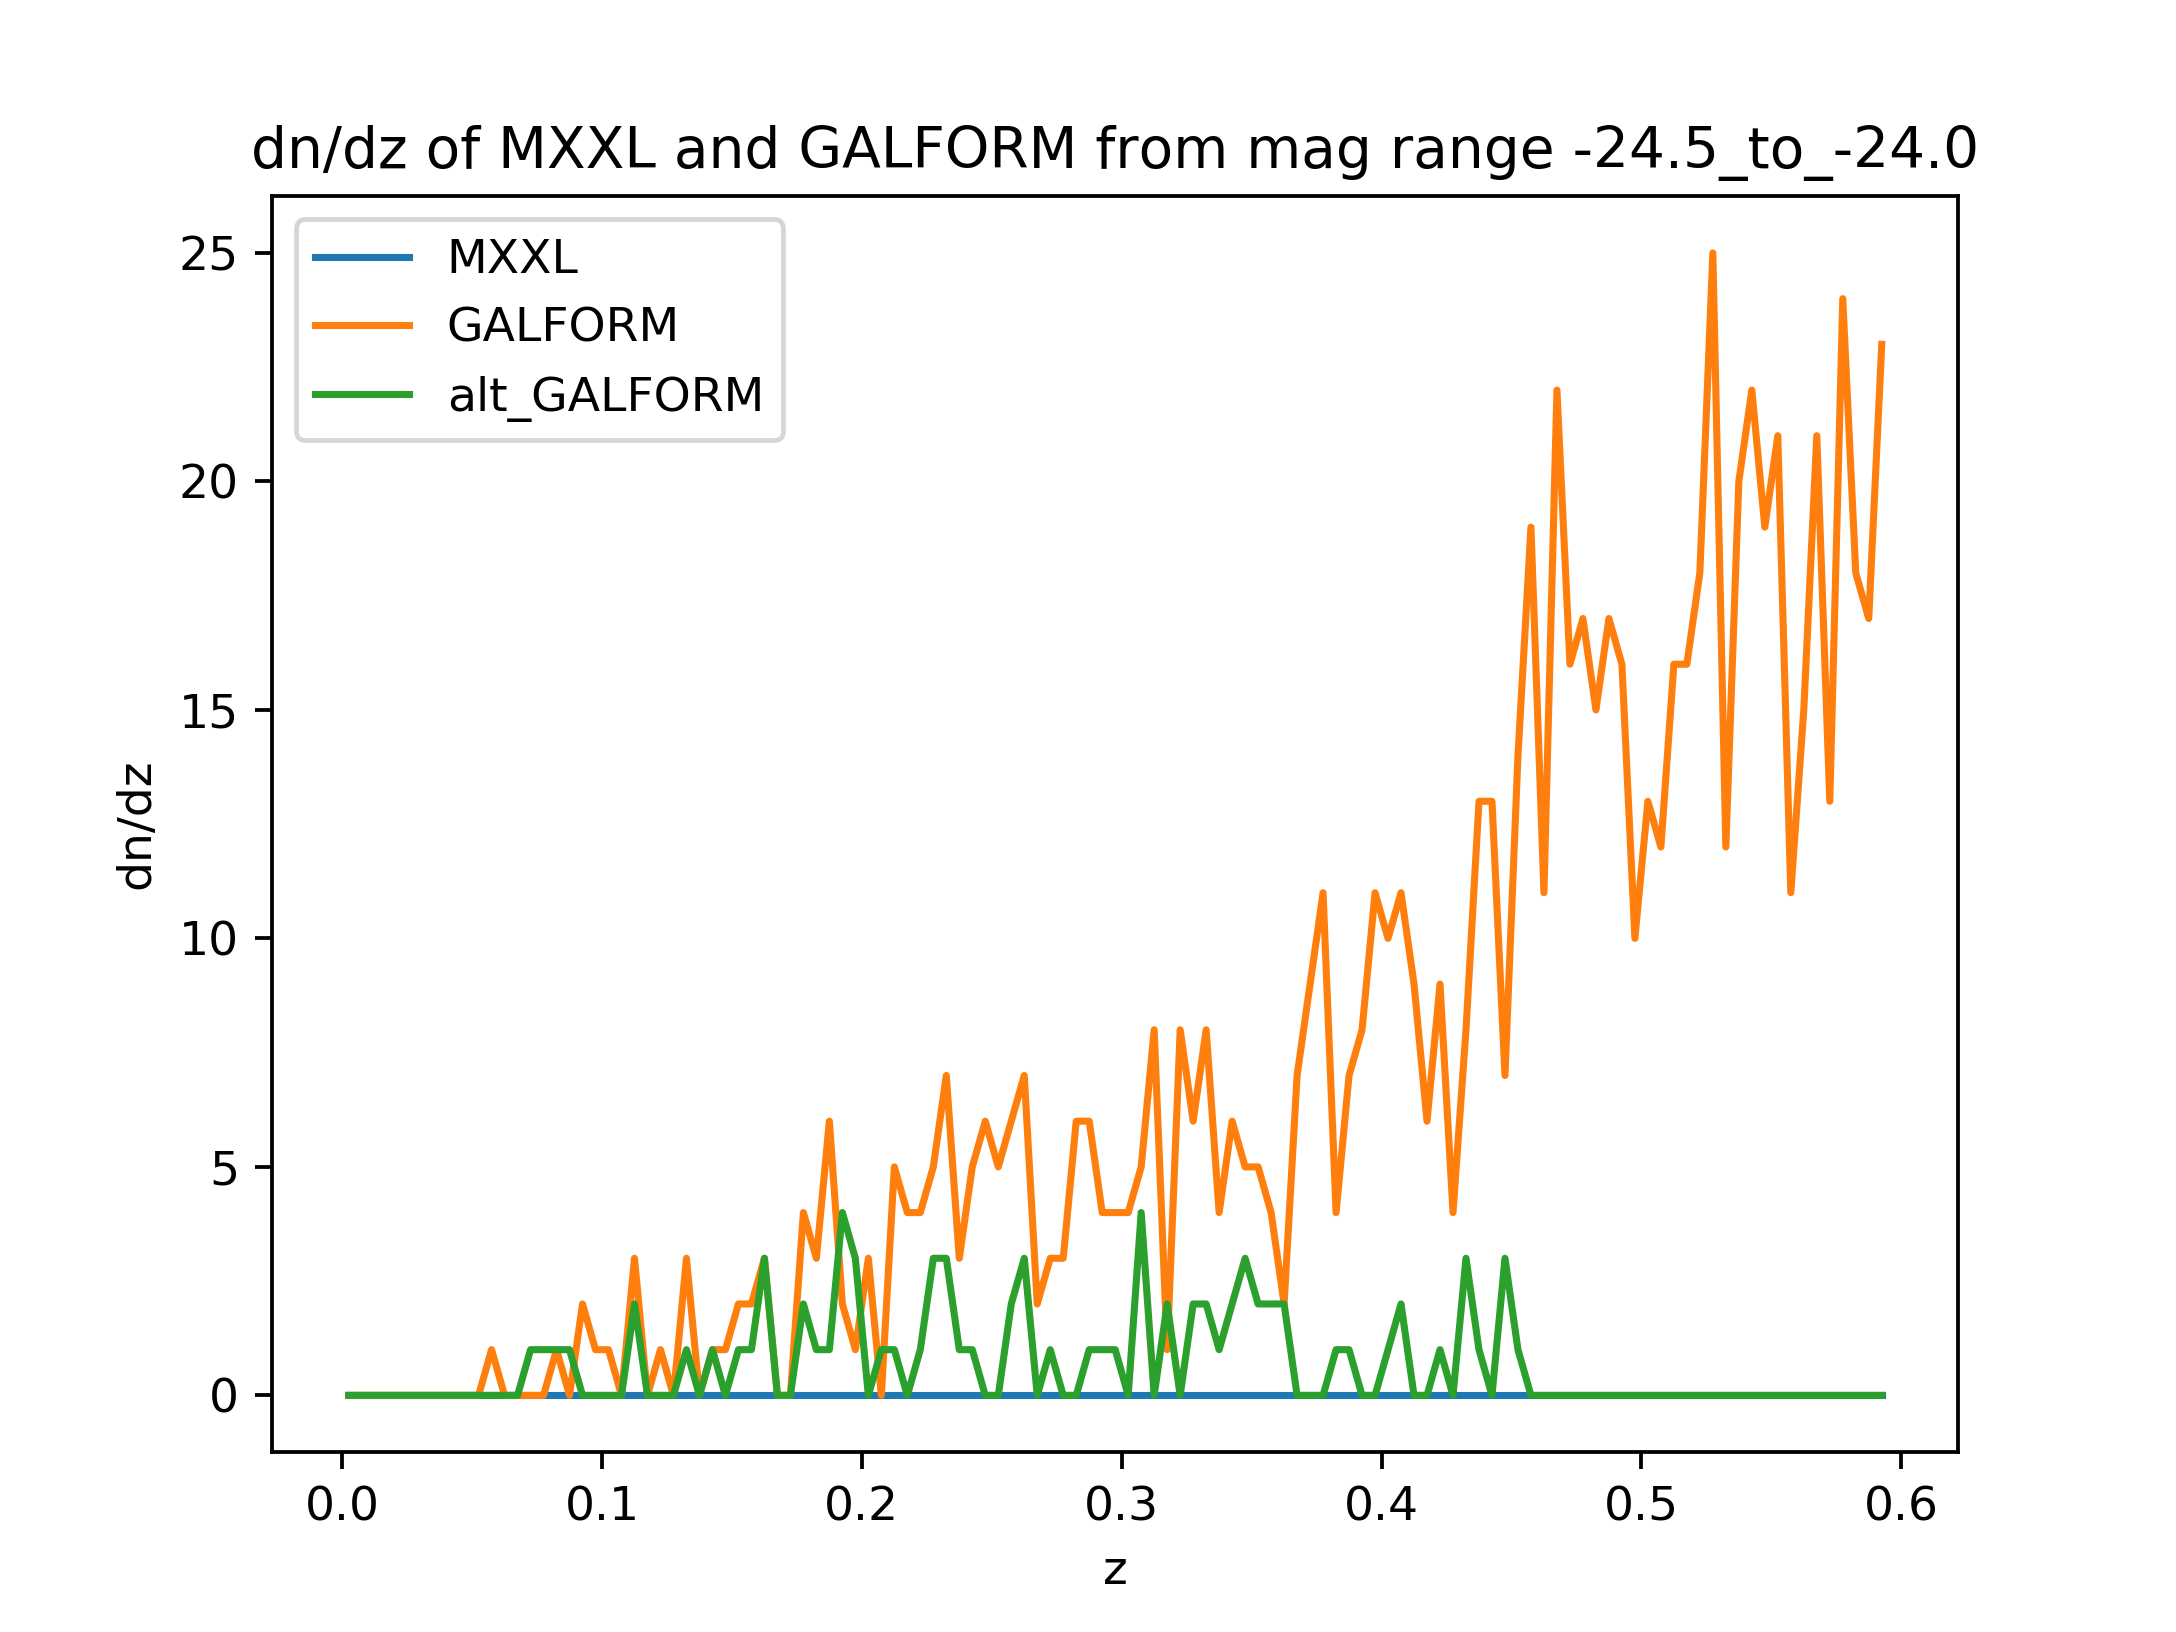 dn/dz of MXXL and GALFORM from mag range -24.5_to_-24.0
MXXL
GALFORM
alt_GALFORM
25
20
15
10
5
0
dn/dz
0.0 0.1 0.2 0.3 0.4 0.5 0.6
z